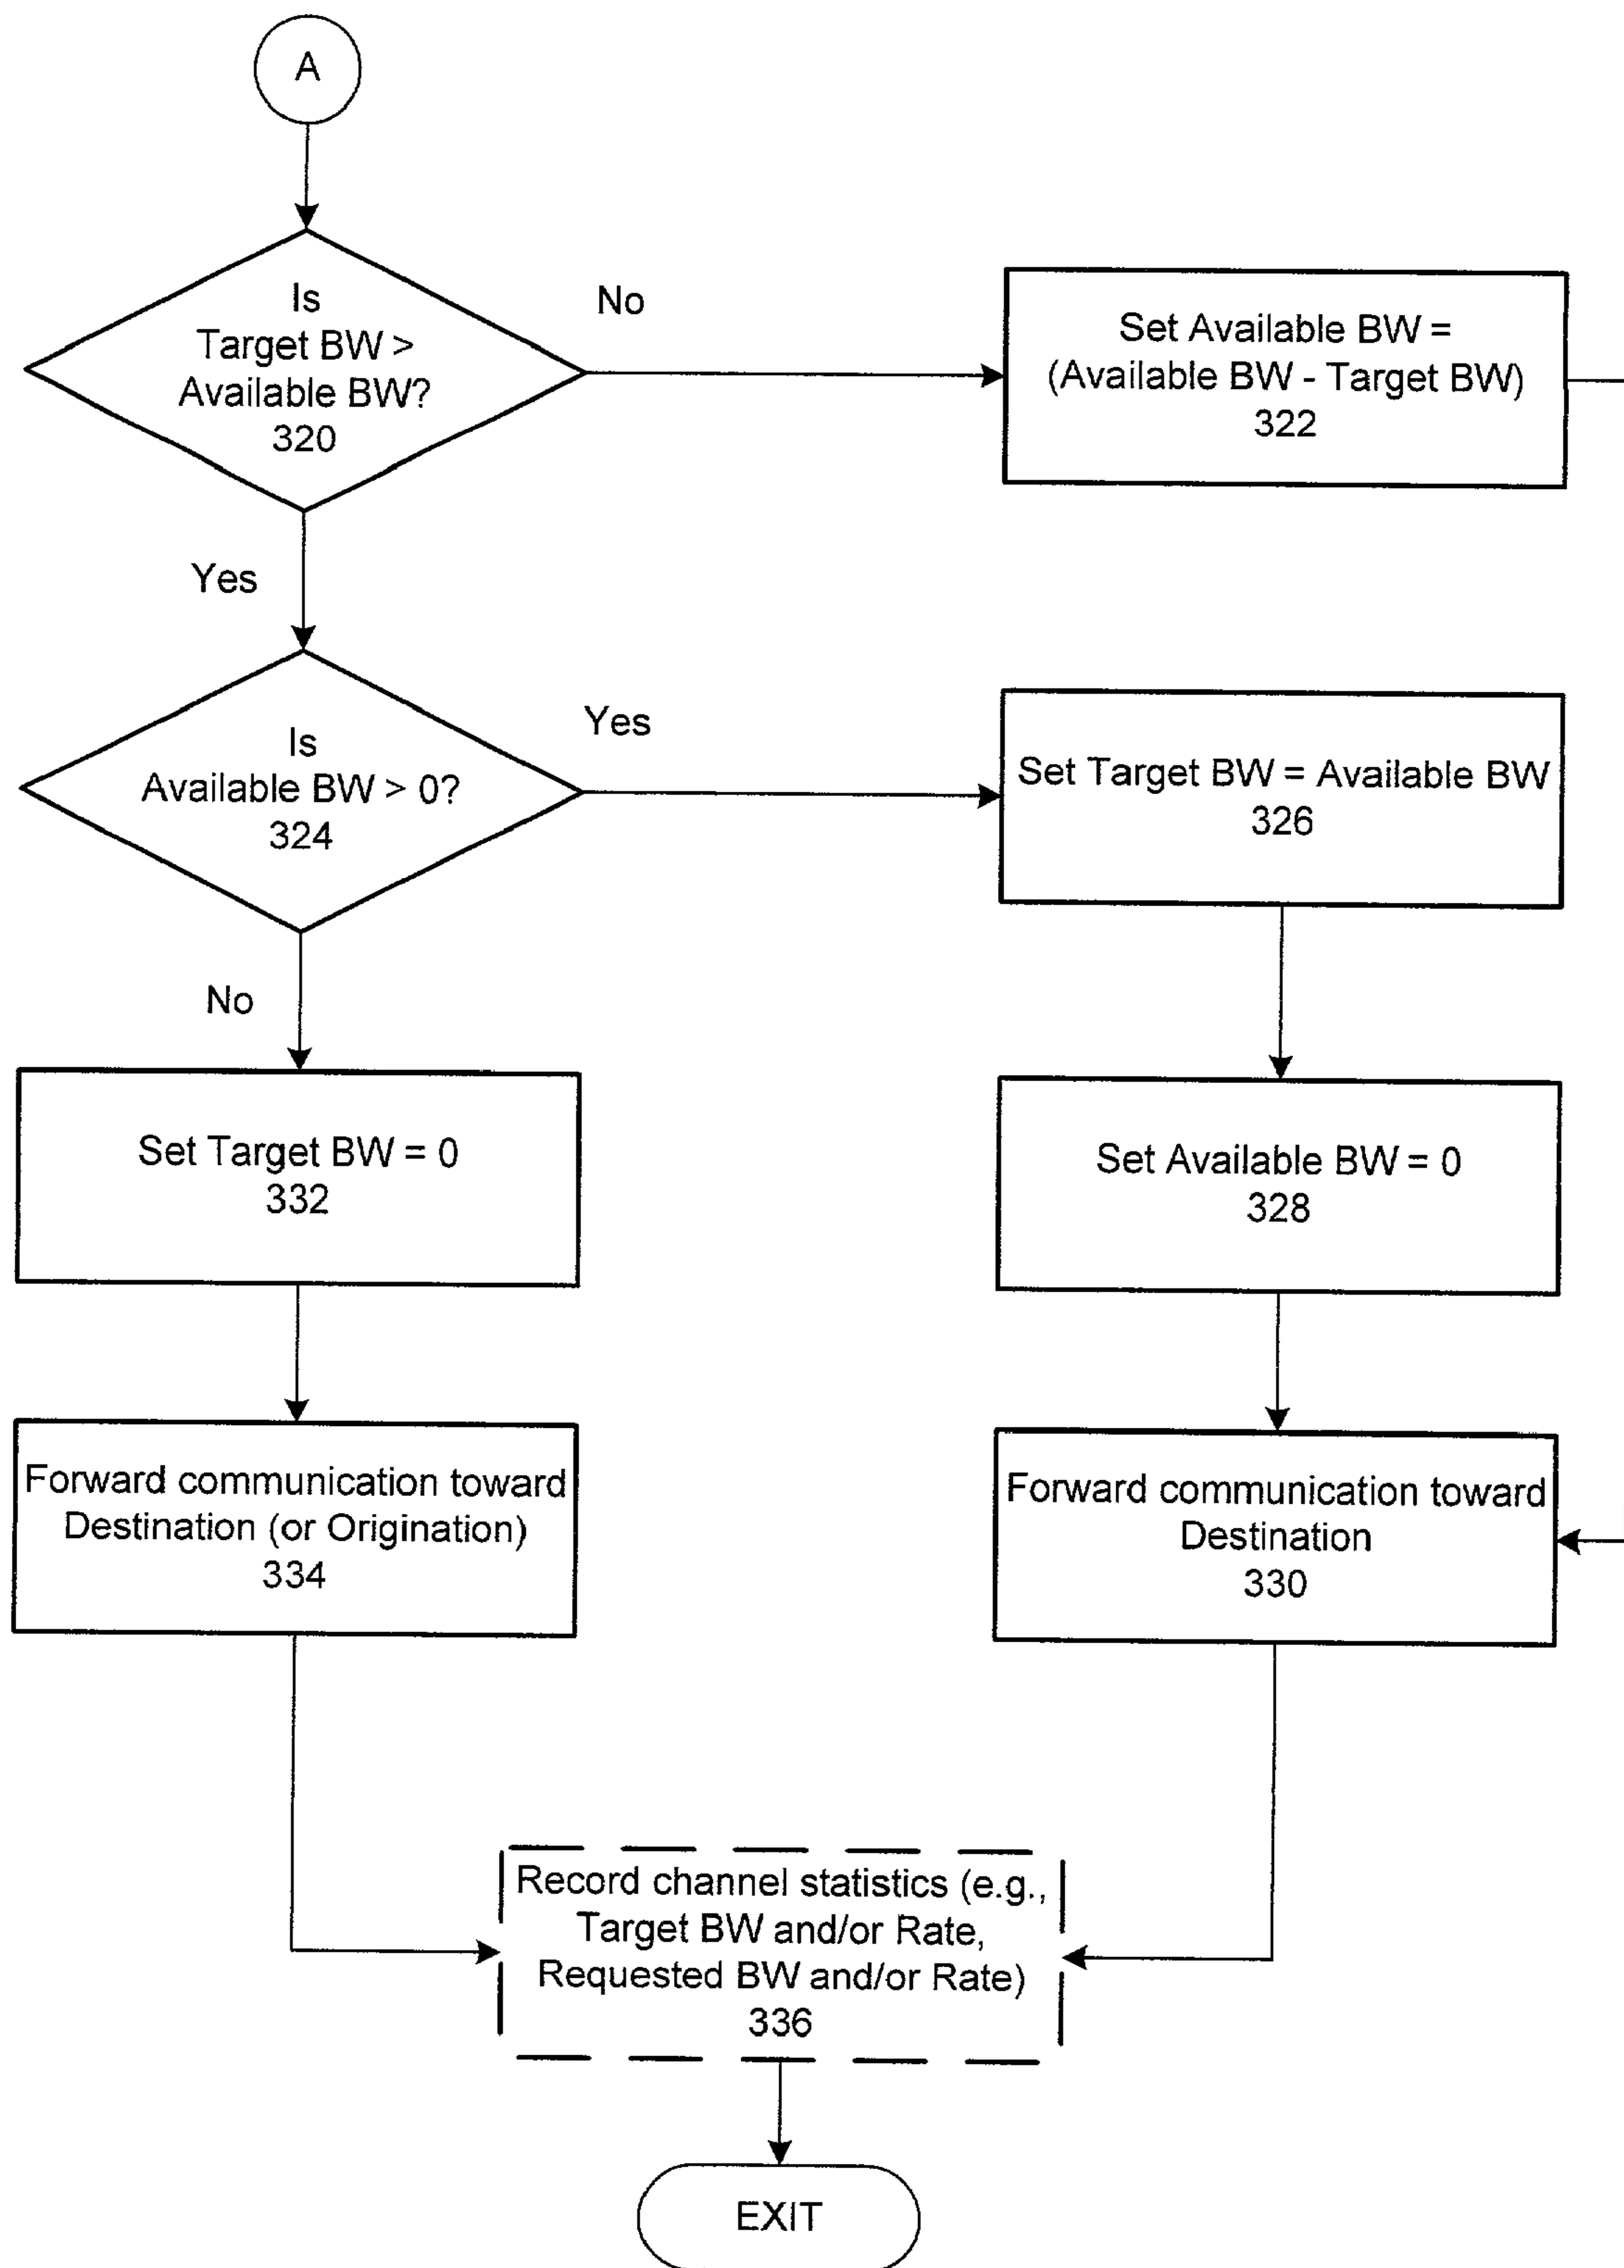 A
Is
Target BW >
Available BW?
320
No
Set Available BW =
(Available BW - Target BW)
322
Yes
Is
Available BW > 0?
324
Yes
Set Target BW = Available BW
326
No
Set Target BW = 0
332
Set Available BW = 0
328
Forward communication toward
Destination (or Origination)
334
Forward communication toward
Destination
330
Record channel statistics (e.g.,
Target BW and/or Rate,
Requested BW and/or Rate)
336
EXIT